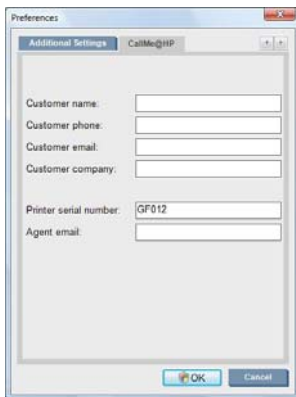 Preferences
Additional Settings CallMe@HP
Customer name:
Customer phone:
Customer email:
Customer company:
Printer serial number: GF012
Agent email:
OK Cancel